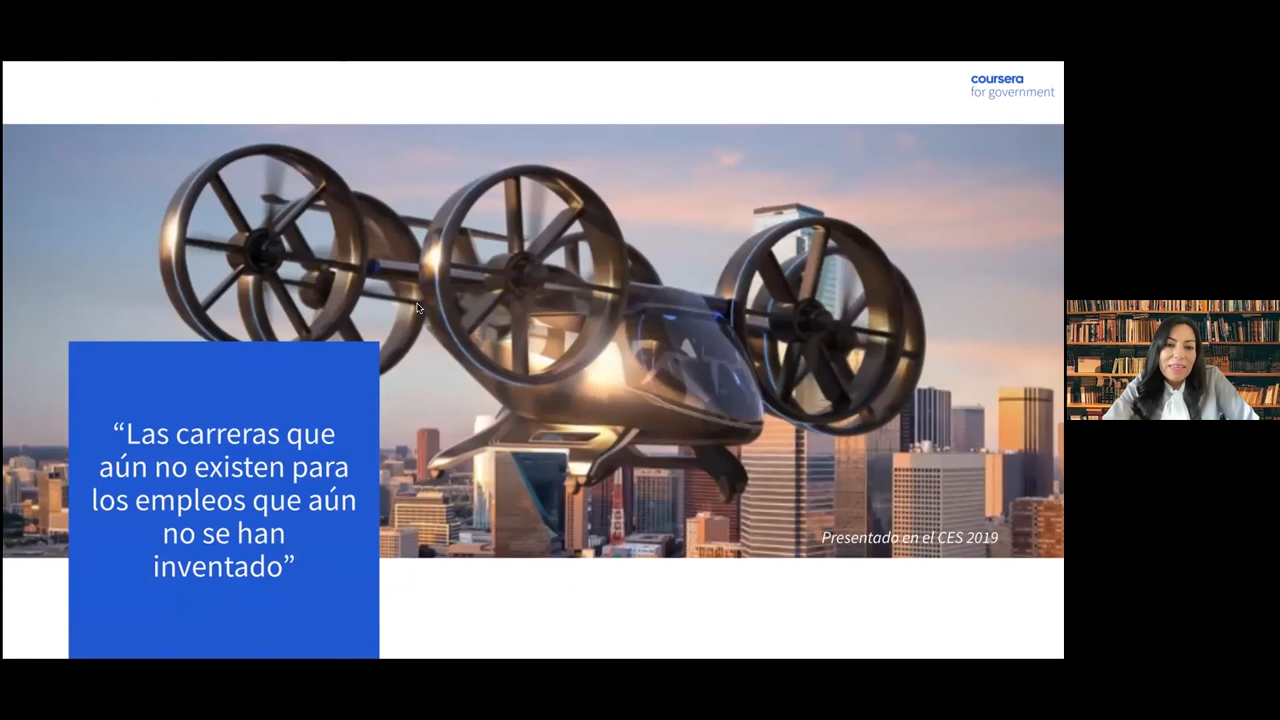 coursera
for government
“Las carreras que
aún no existen para
los empleos que aún
no se han
inventado”
Presentado en el CES 2019